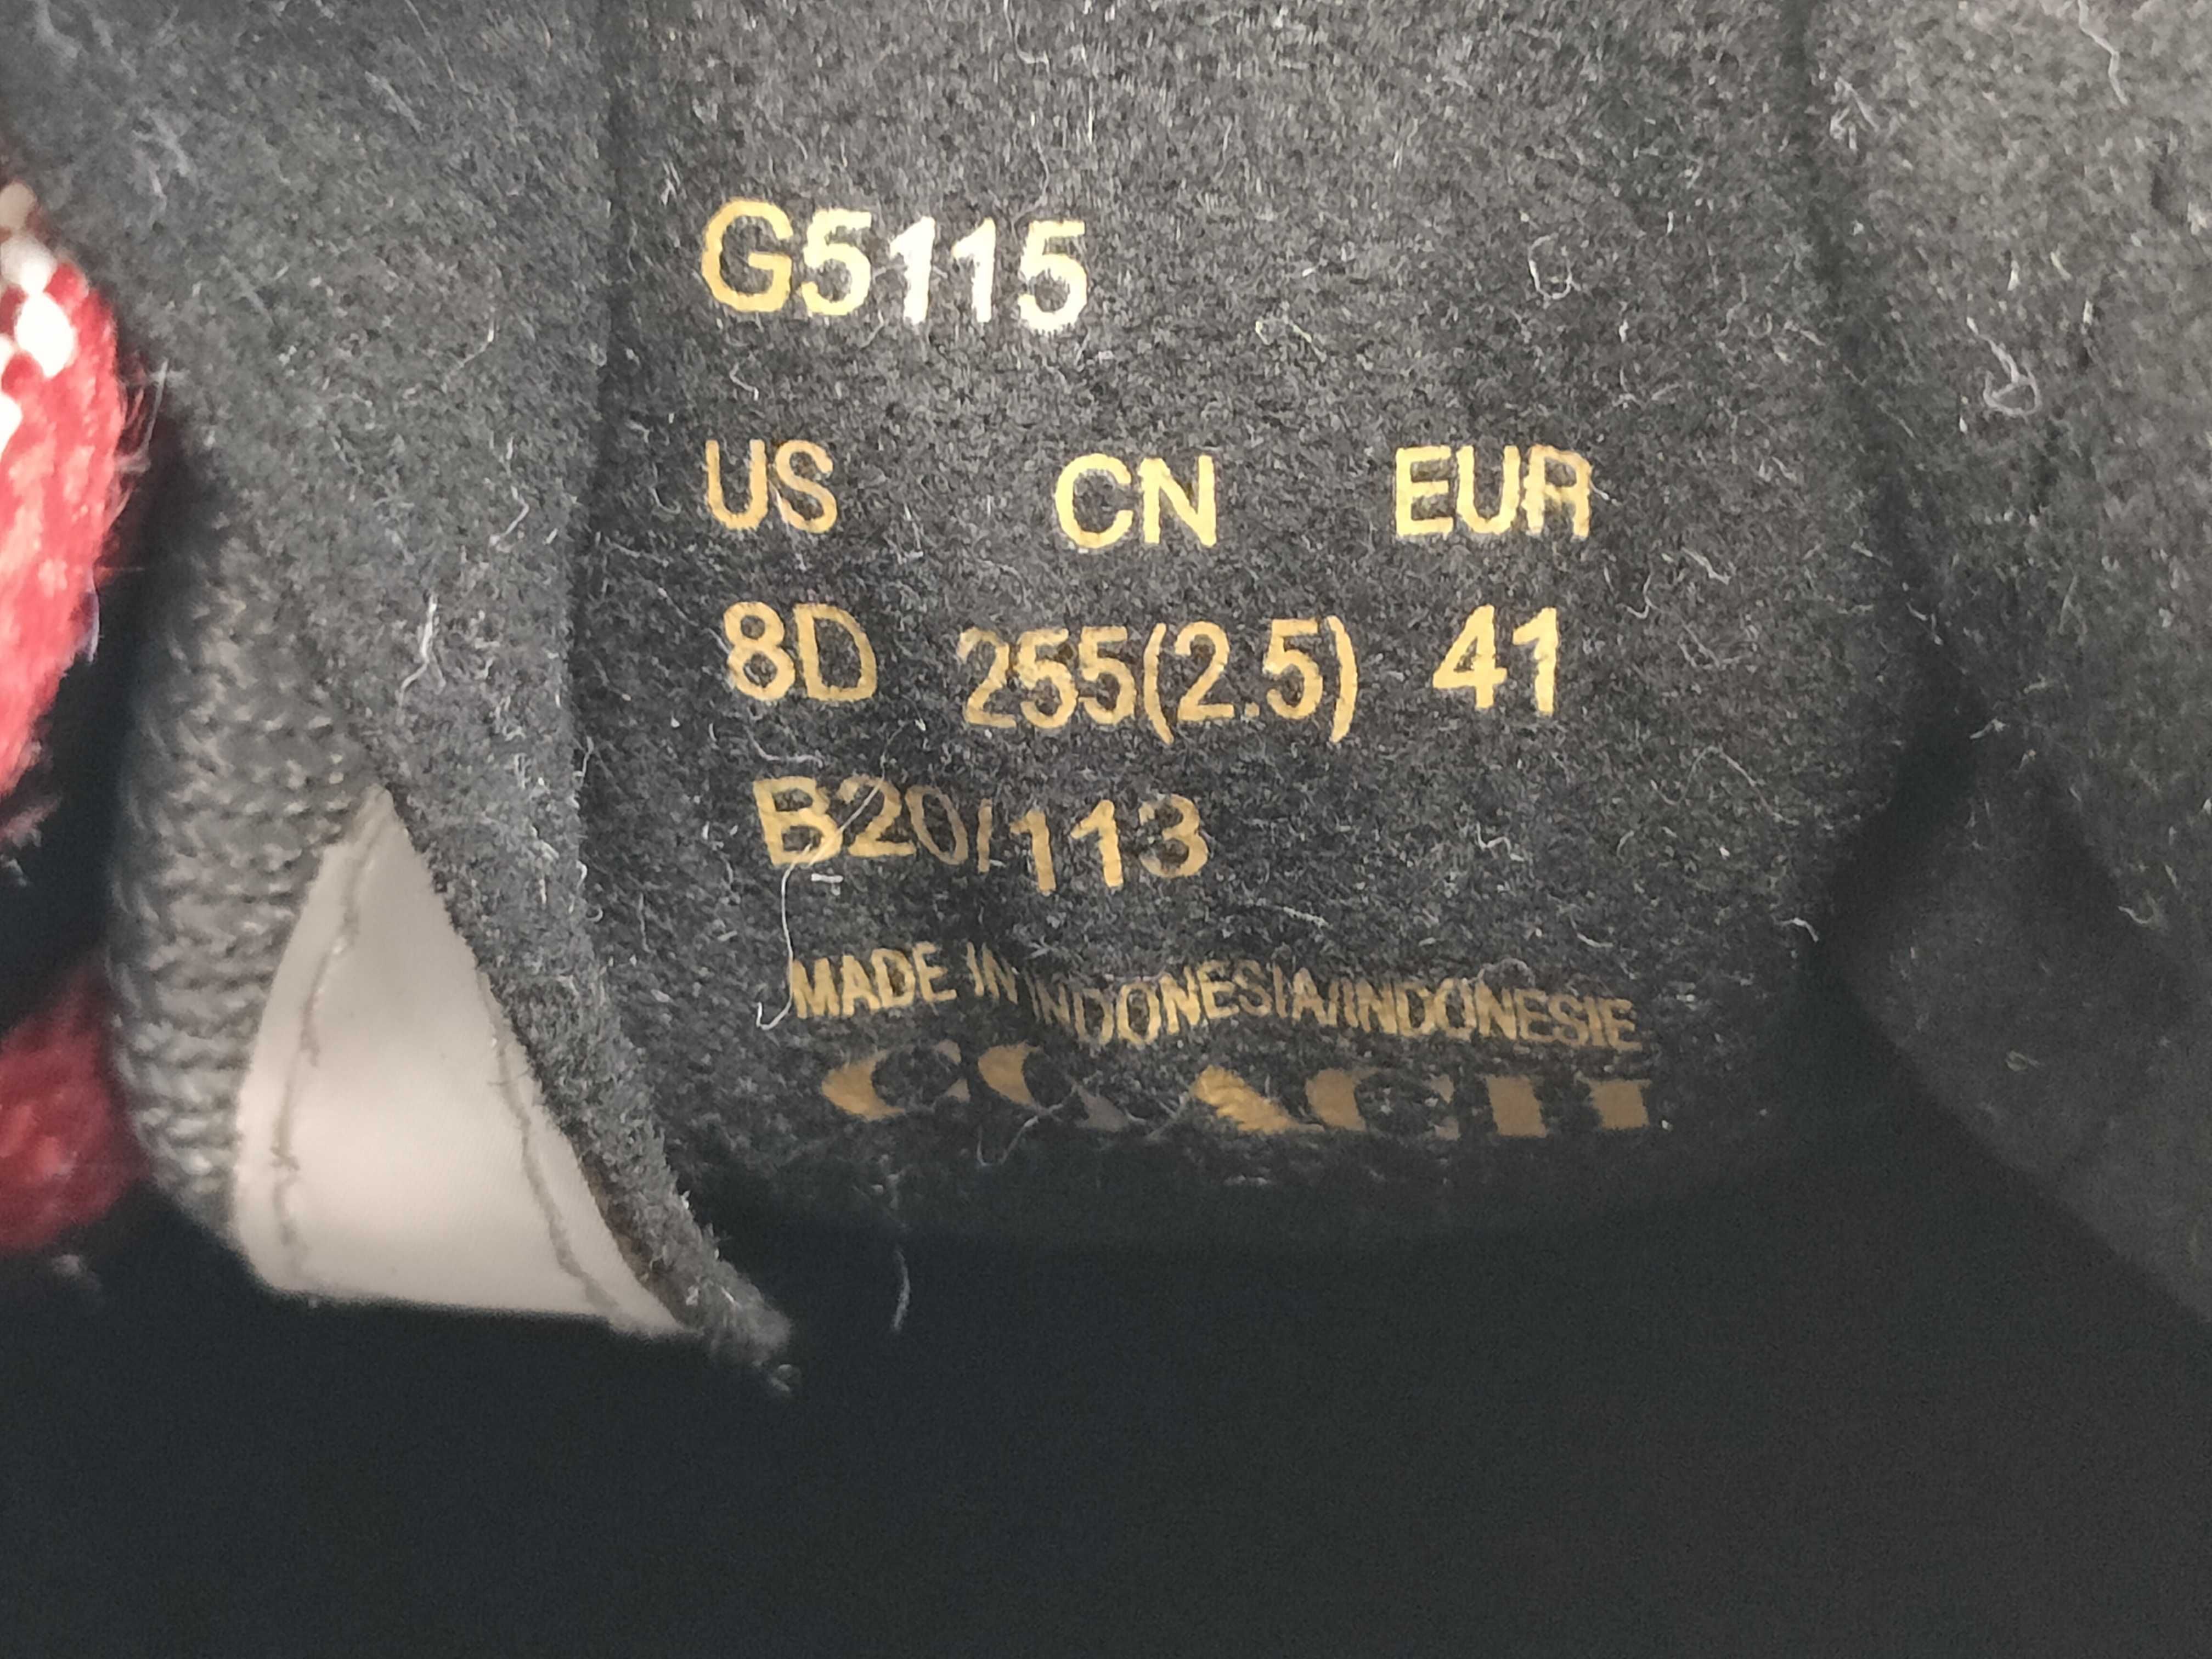 G5115
US CN EUR
8D 255(2.5) 41
B20/113
MADE IN INDONESIA/INDONESIE
COACH